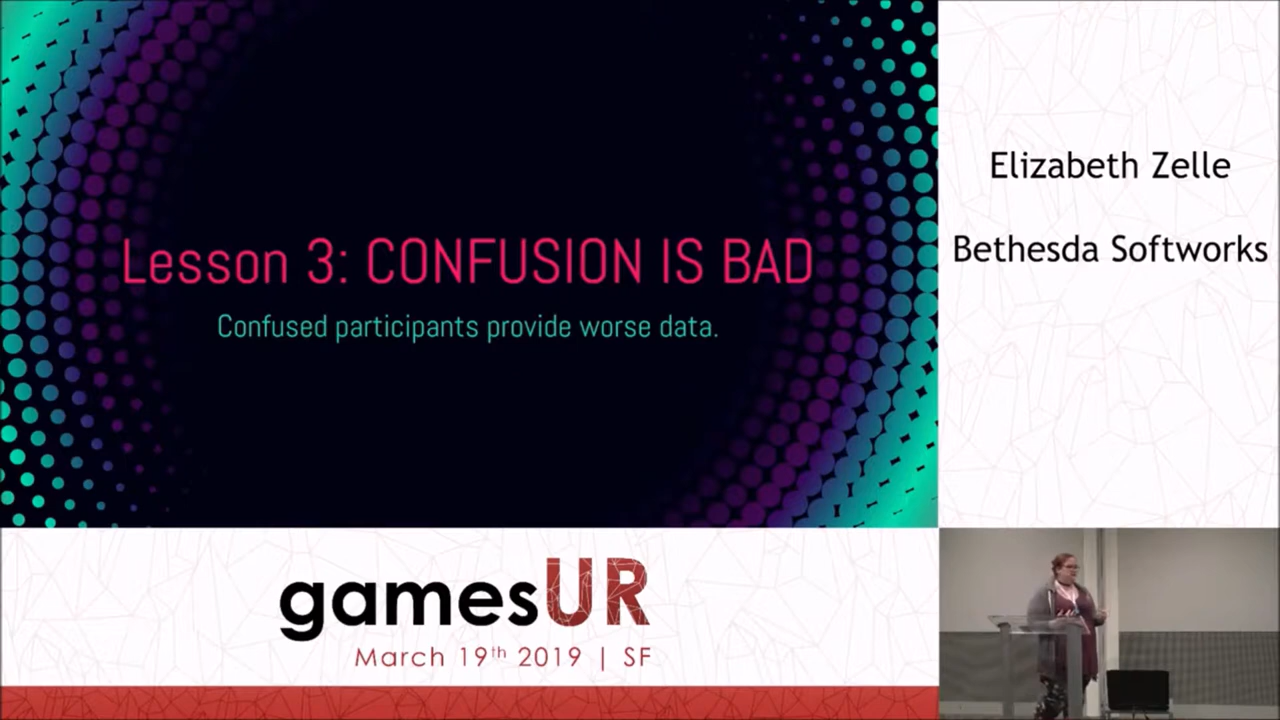 Lesson 3: CONFUSION IS BAD
Confused participants provide worse data.
Elizabeth Zelle
Bethesda Softworks
gamesUR
March 19th 2019 | SF